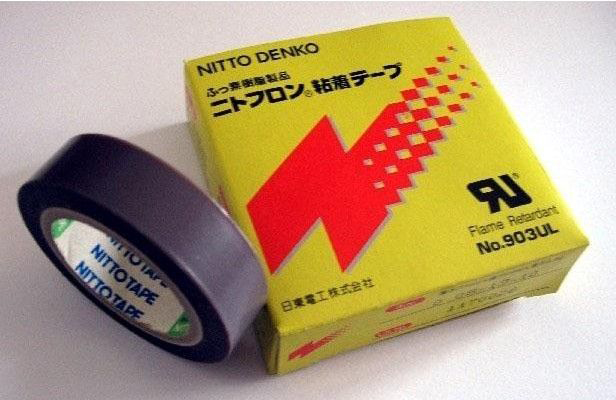 NITTO DENKO
ふっ素樹脂製品
ニトフロン® 粘着テープ
Flame Retardant
No.903UL
日東電工株式会社
NITTO TAPE
NITTO TAPE
NITTO TAPE